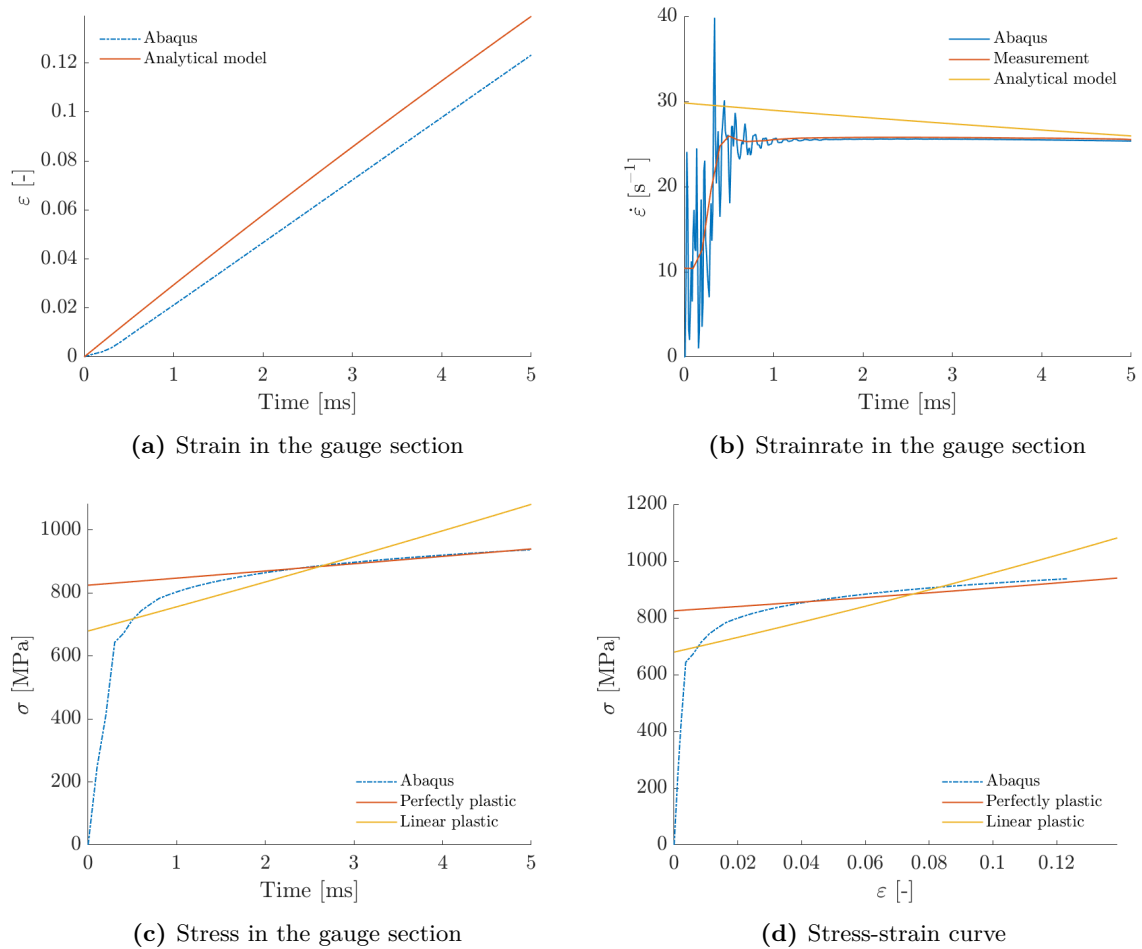 0.12
0.1
0.08
0.06
0.04
0.02
0
ε [-]
Abaqus
Analytical model
0 1 2 3 4 5
Time [ms]
(a) Strain in the gauge section
40
30
20
10
0
ε̇ [s⁻¹]
Abaqus
Measurement
Analytical model
0 1 2 3 4 5
Time [ms]
(b) Strainrate in the gauge section
1000
800
600
400
200
0
σ [MPa]
Abaqus
Perfectly plastic
Linear plastic
0 1 2 3 4 5
Time [ms]
(c) Stress in the gauge section
1200
1000
800
600
400
200
0
σ [MPa]
Abaqus
Perfectly plastic
Linear plastic
0 0.02 0.04 0.06 0.08 0.1 0.12
ε [-]
(d) Stress-strain curve